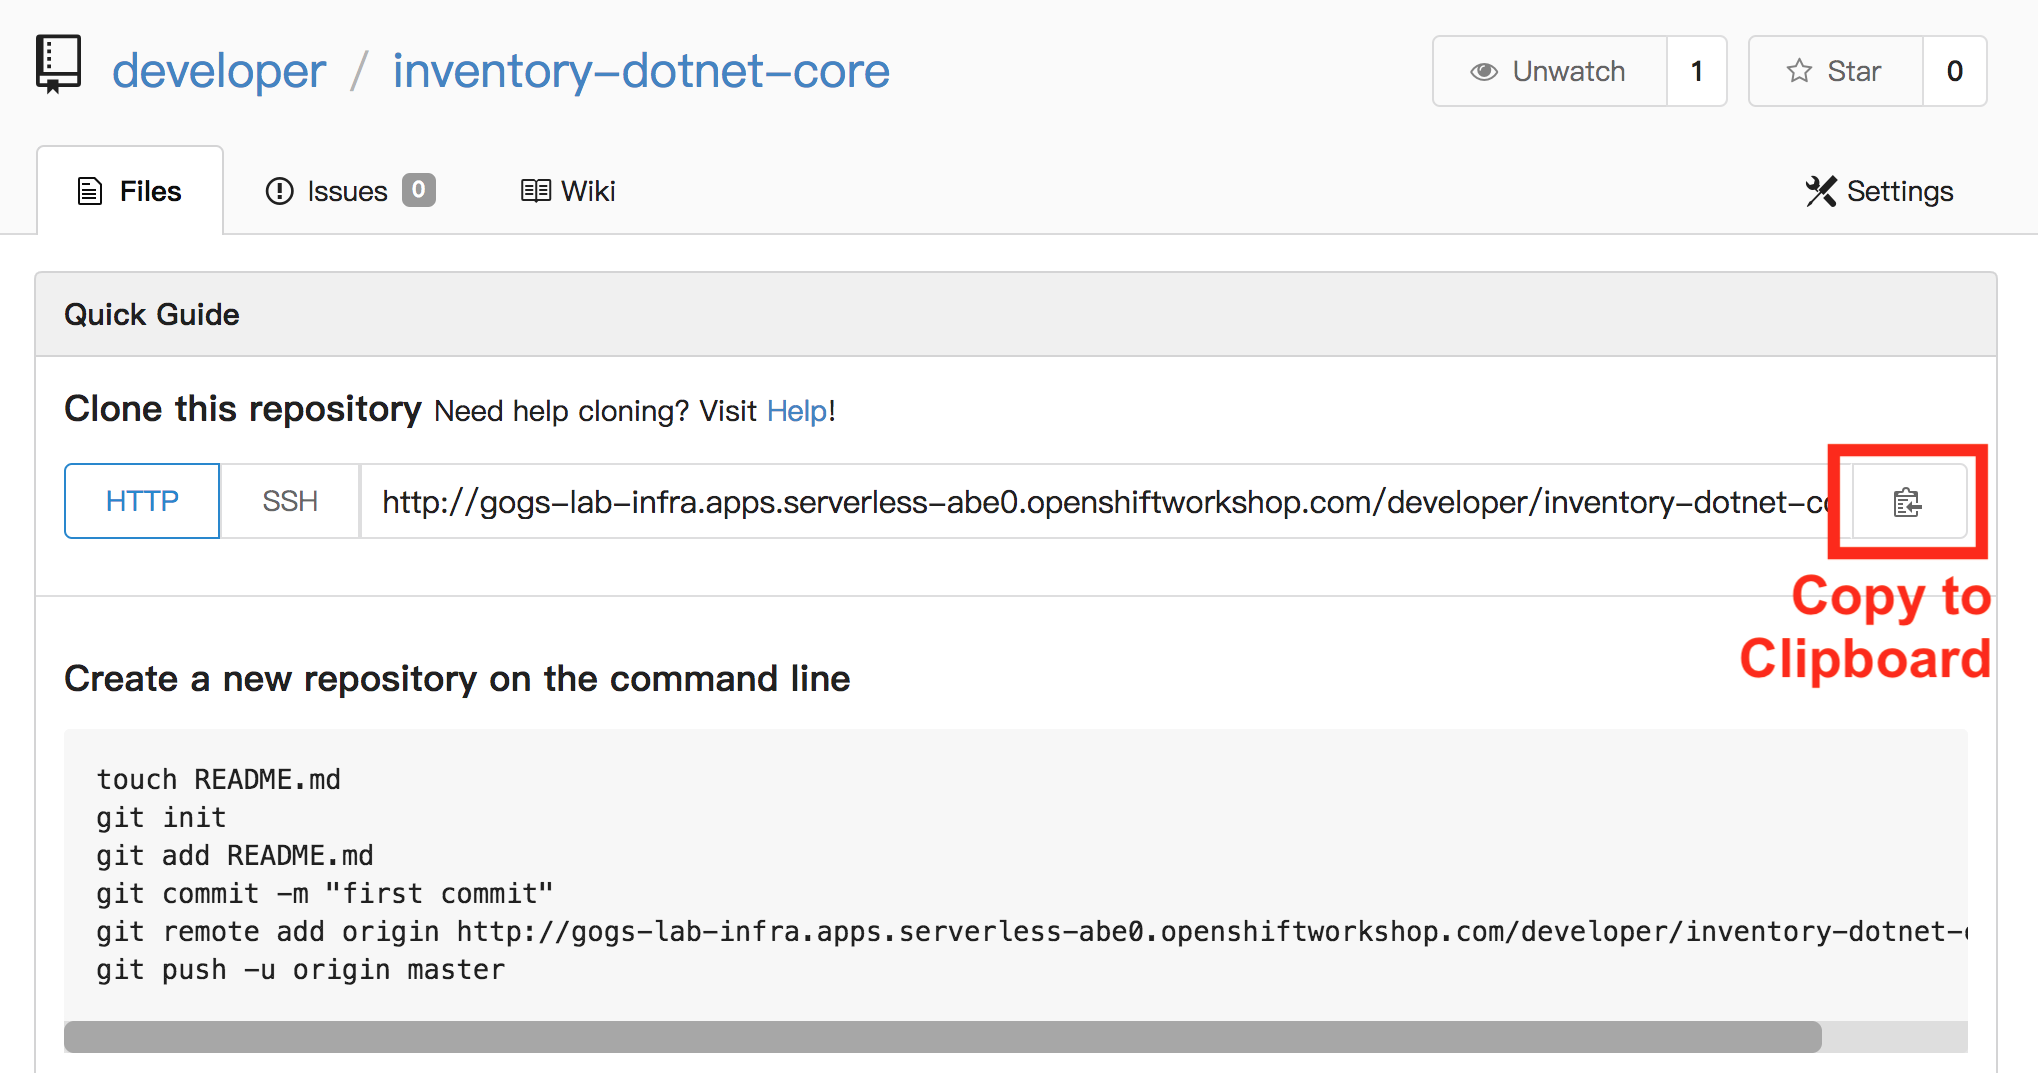 developer / inventory-dotnet-core
Unwatch 1 Star 0
Files Issues 0 Wiki Settings
Quick Guide
Clone this repository Need help cloning? Visit Help!
HTTP SSH http://gogs-lab-infra.apps.serverless-abe0.openshiftworkshop.com/developer/inventory-dotnet-co
Copy to
Clipboard
Create a new repository on the command line
touch README.md
git init
git add README.md
git commit -m "first commit"
git remote add origin http://gogs-lab-infra.apps.serverless-abe0.openshiftworkshop.com/developer/inventory-dotnet-c
git push -u origin master